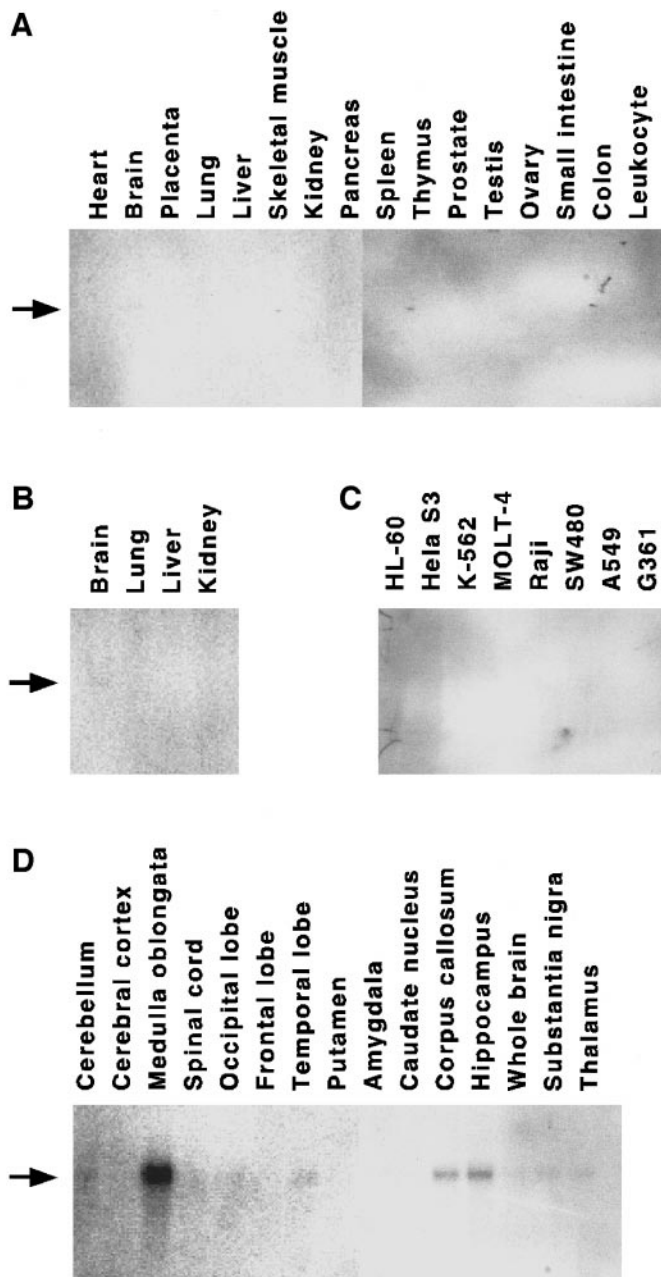 A
Heart
Brain
Placenta
Lung
Liver
Skeletal muscle
Kidney
Pancreas
Spleen
Thymus
Prostate
Testis
Ovary
Small intestine
Colon
Leukocyte
B
Brain
Lung
Liver
Kidney
C
HL-60
Hela S3
K-562
MOLT-4
Raji
SW480
A549
G361
D
Cerebellum
Cerebral cortex
Medulla oblongata
Spinal cord
Occipital lobe
Frontal lobe
Temporal lobe
Putamen
Amygdala
Caudate nucleus
Corpus callosum
Hippocampus
Whole brain
Substantia nigra
Thalamus